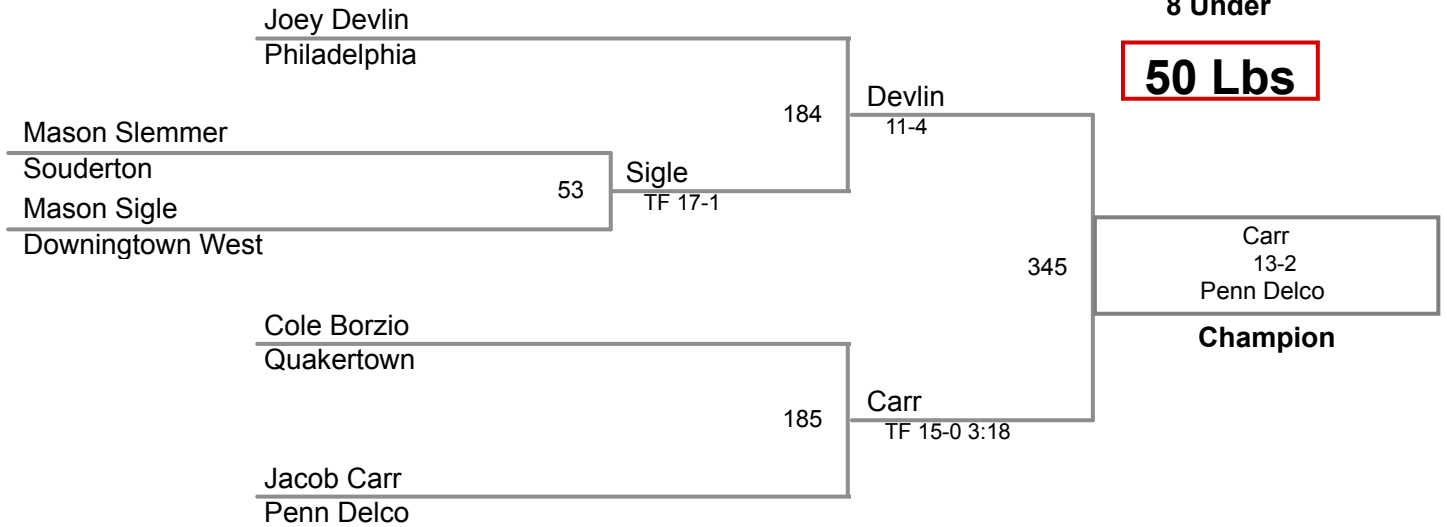 8 Under
50 Lbs
Joey Devlin
Philadelphia
184
Devlin
11-4
Mason Slemmer
Souderton
53
Sigle
TF 17-1
Mason Sigle
Downingtown West
345
Carr
13-2
Penn Delco
Champion
Cole Borzio
Quakertown
185
Carr
TF 15-0 3:18
Jacob Carr
Penn Delco